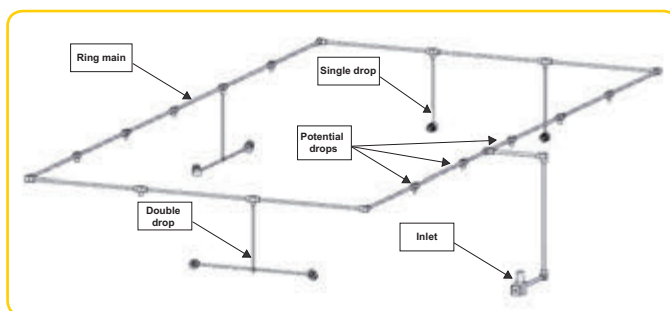 Ring main
Single drop
Potential
drops
Double
drop
Inlet